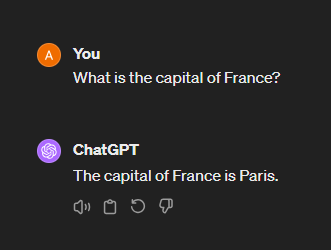 A
You
What is the capital of France?
ChatGPT
The capital of France is Paris.